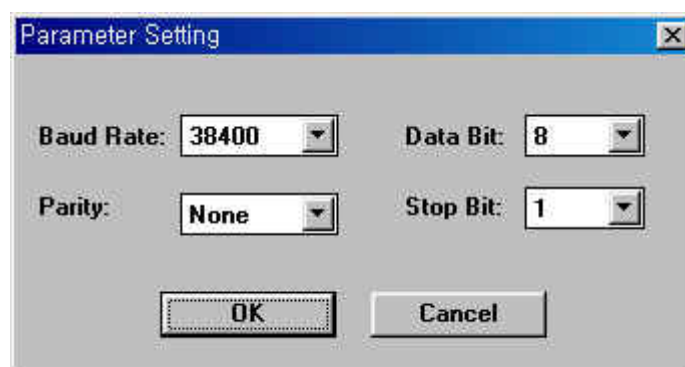 Parameter Setting
Baud Rate: 38400 Data Bit: 8
Parity: None Stop Bit: 1
OK Cancel